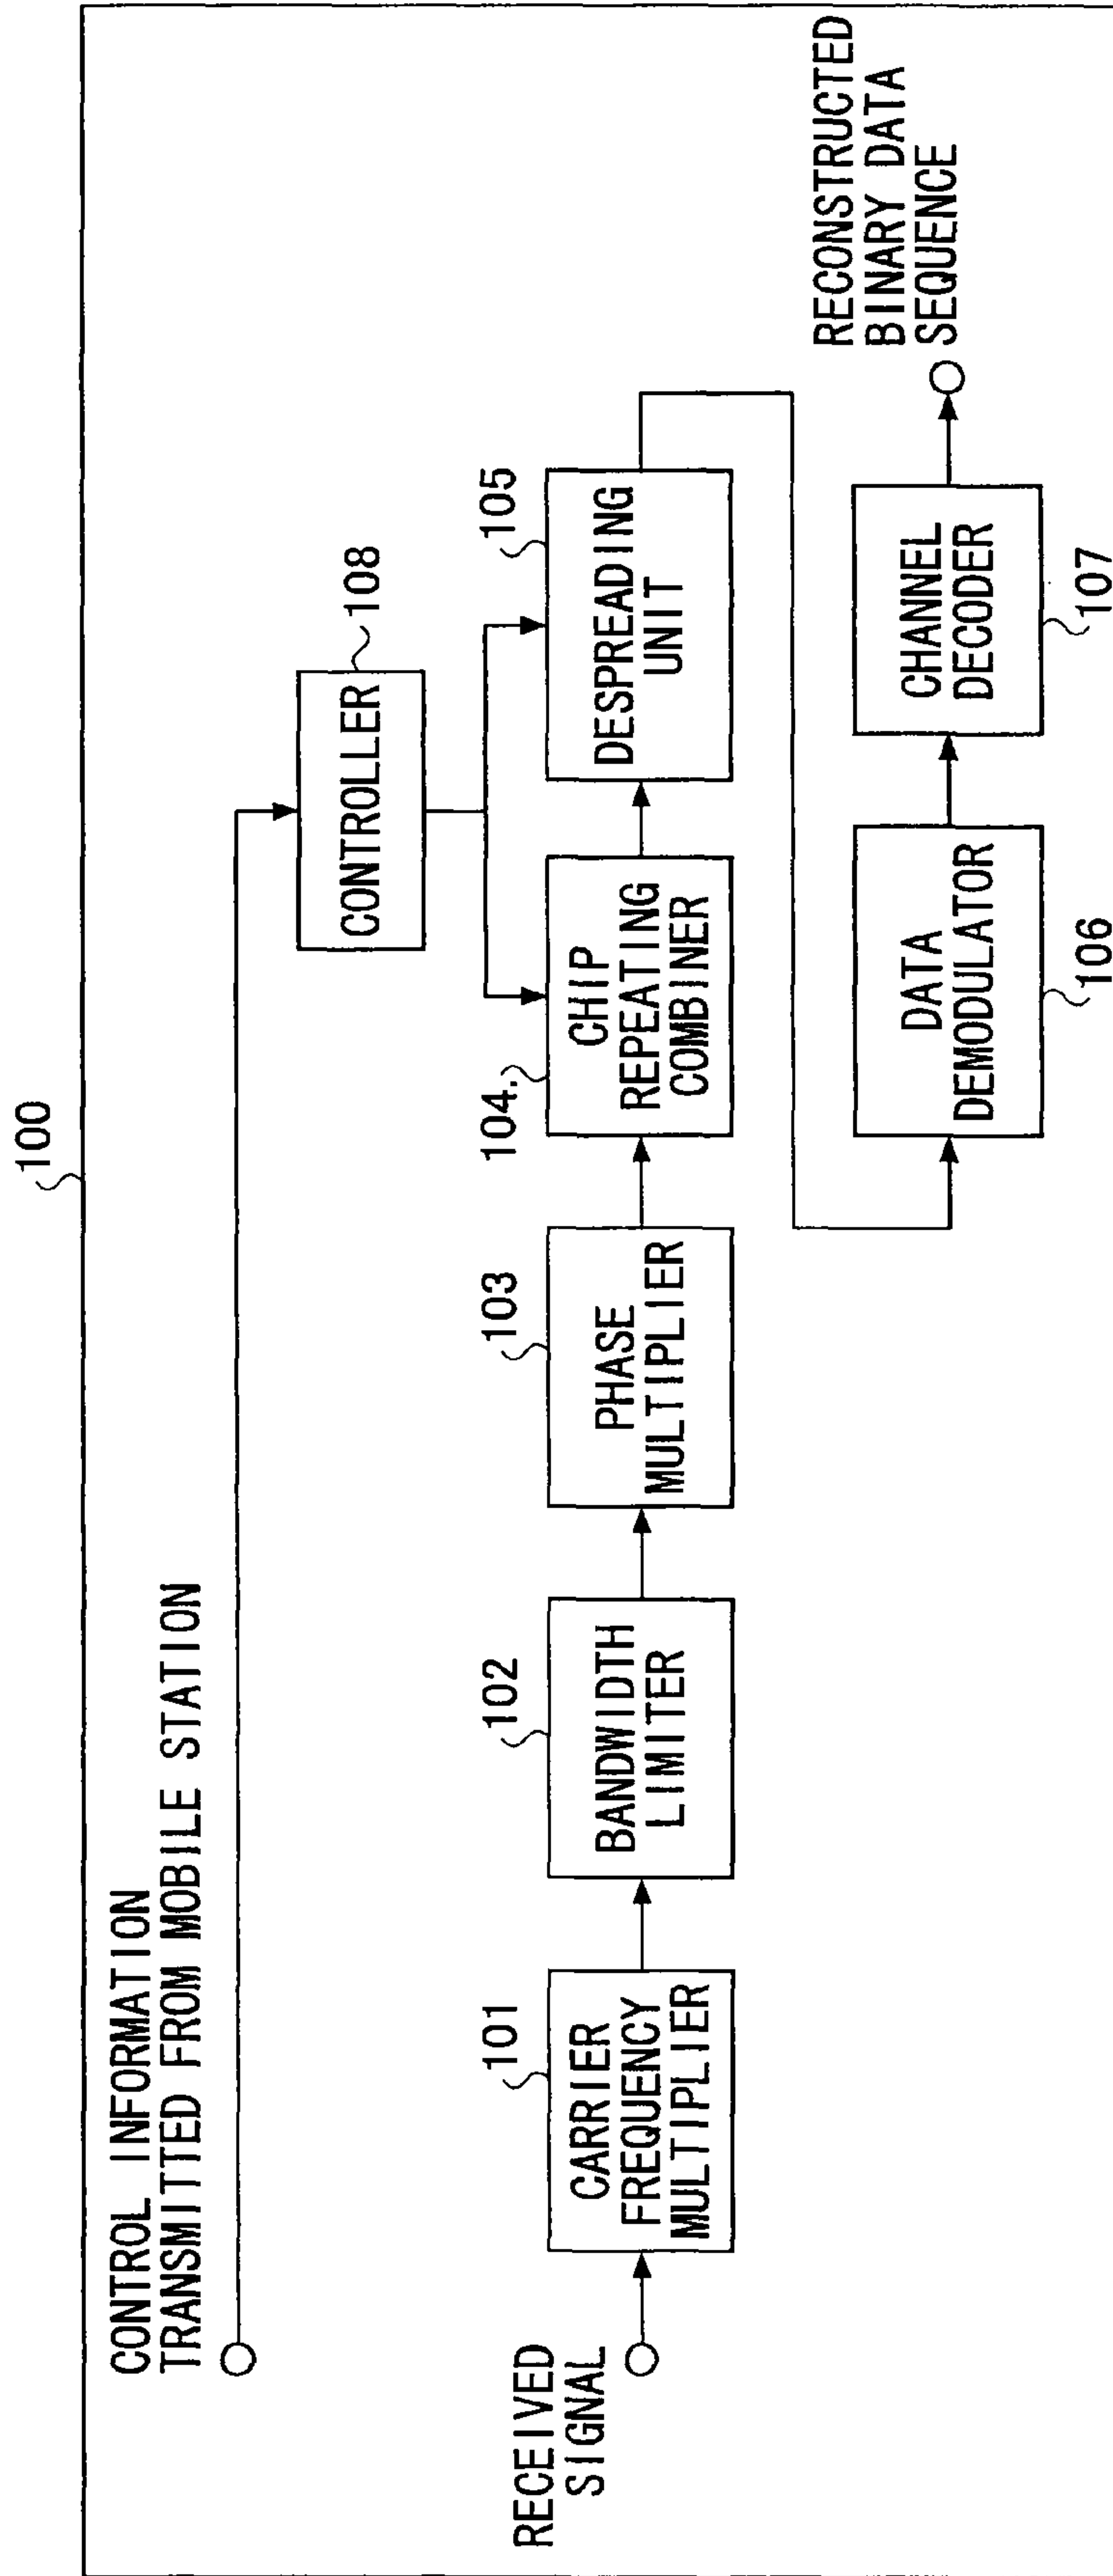 100
CONTROL INFORMATION
TRANSMITTED FROM MOBILE STATION
CONTROLLER
108
RECEIVED
SIGNAL
101
CARRIER
FREQUENCY
MULTIPLIER
102
BANDWIDTH
LIMITER
103
PHASE
MULTIPLIER
104.
CHIP
REPEATING
COMBINER
105
DESPREADING
UNIT
DATA
DEMODULATOR
106
CHANNEL
DECODER
107
RECONSTRUCTED
BINARY DATA
SEQUENCE